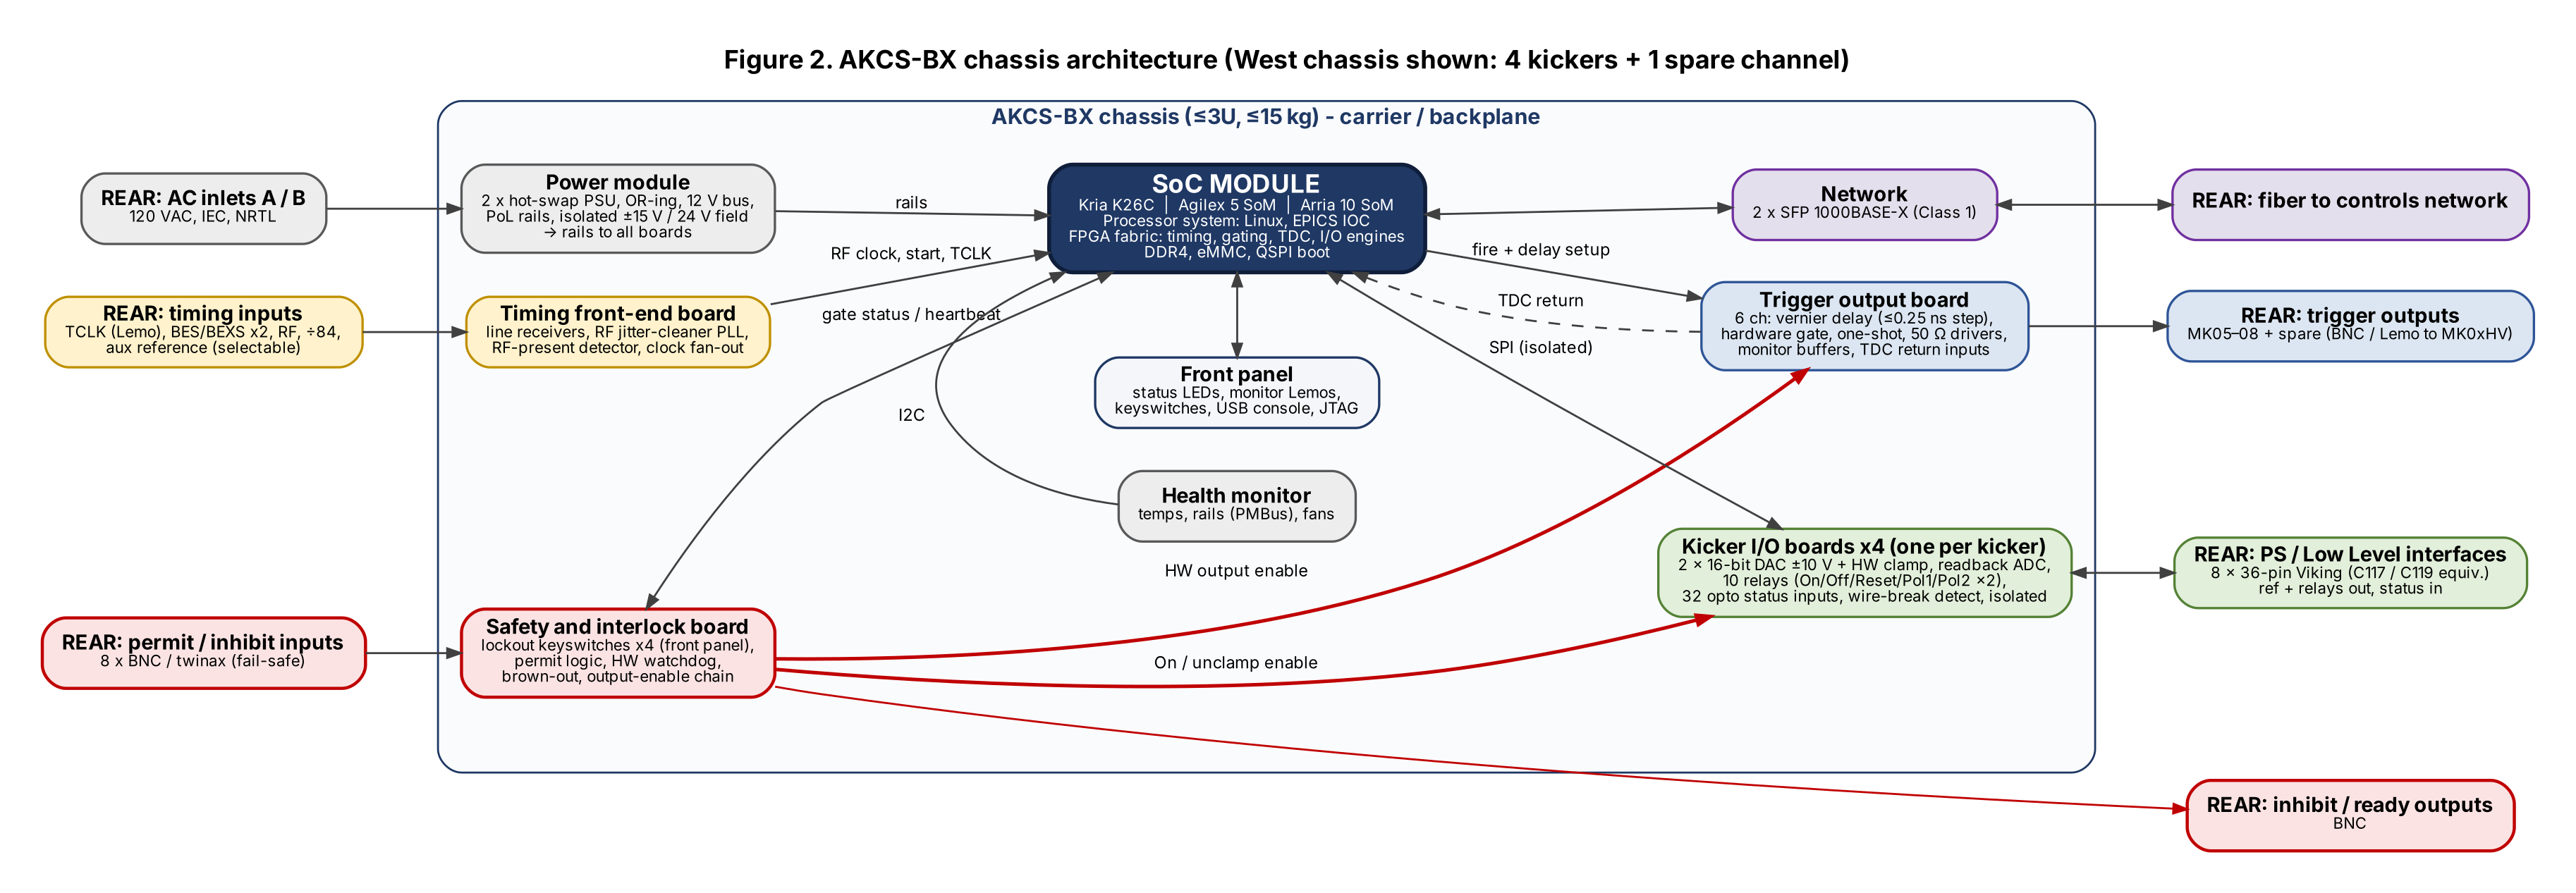 Figure 2. AKCS-BX chassis architecture (West chassis shown: 4 kickers + 1 spare channel)
AKCS-BX chassis (≤3U, ≤15 kg) - carrier / backplane
REAR: AC inlets A / B
120 VAC, IEC, NRTL
Power module
2 x hot-swap PSU, OR-ing, 12 V bus,
PoL rails, isolated ±15 V / 24 V field
→ rails to all boards
rails
SoC MODULE
Kria K26C | Agilex 5 SoM | Arria 10 SoM
Processor system: Linux, EPICS IOC
FPGA fabric: timing, gating, TDC, I/O engines
DDR4, eMMC, QSPI boot
Network
2 x SFP 1000BASE-X (Class 1)
REAR: fiber to controls network
RF clock, start, TCLK
fire + delay setup
REAR: timing inputs
TCLK (Lemo), BES/BEXS x2, RF, ÷84,
aux reference (selectable)
Timing front-end board
line receivers, RF jitter-cleaner PLL,
RF-present detector, clock fan-out
gate status / heartbeat
TDC return
Trigger output board
6 ch: vernier delay (≤0.25 ns step),
hardware gate, one-shot, 50 Ω drivers,
monitor buffers, TDC return inputs
REAR: trigger outputs
MK05–08 + spare (BNC / Lemo to MK0xHV)
SPI (isolated)
Front panel
status LEDs, monitor Lemos,
keyswitches, USB console, JTAG
I2C
Health monitor
temps, rails (PMBus), fans
HW output enable
Kicker I/O boards x4 (one per kicker)
2 × 16-bit DAC ±10 V + HW clamp, readback ADC,
10 relays (On/Off/Reset/Pol1/Pol2 ×2),
32 opto status inputs, wire-break detect, isolated
REAR: PS / Low Level interfaces
8 × 36-pin Viking (C117 / C119 equiv.)
ref + relays out, status in
REAR: permit / inhibit inputs
8 x BNC / twinax (fail-safe)
Safety and interlock board
lockout keyswitches x4 (front panel),
permit logic, HW watchdog,
brown-out, output-enable chain
On / unclamp enable
REAR: inhibit / ready outputs
BNC